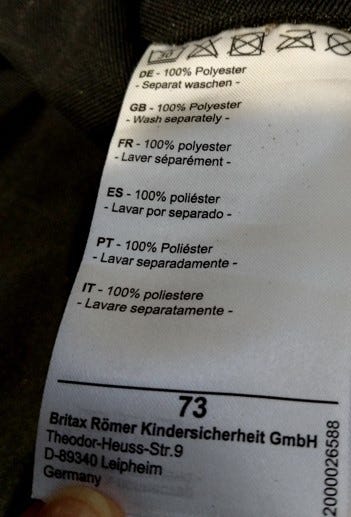 30
DE - 100% Polyester
- Separat waschen -
GB - 100% Polyester
- Wash separately -
FR - 100% polyester
- Laver séparément -
ES - 100% poliéster
- Lavar por separado -
PT - 100% Poliéster
- Lavar separadamente -
IT - 100% poliestere
- Lavare separatamente -
73
Britax Römer Kindersicherheit GmbH
Theodor-Heuss-Str.9
D-89340 Leipheim
Germany
2000026588